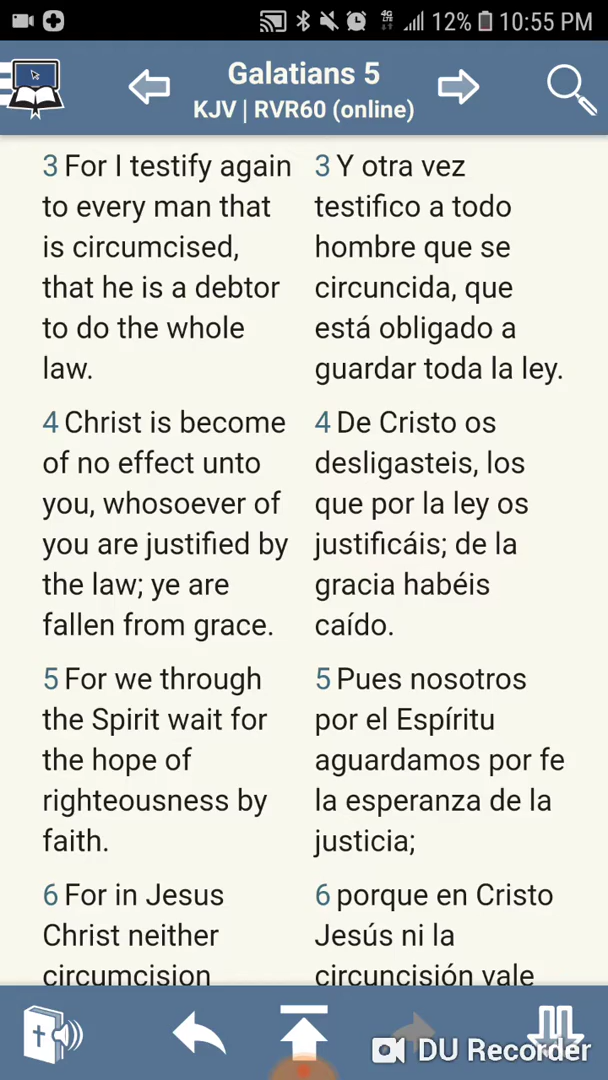 4G LTE 12% 10:55 PM
Galatians 5
KJV | RVR60 (online)
3 For I testify again
to every man that
is circumcised,
that he is a debtor
to do the whole
law.
4 Christ is become
of no effect unto
you, whosoever of
you are justified by
the law; ye are
fallen from grace.
5 For we through
the Spirit wait for
the hope of
righteousness by
faith.
6 For in Jesus
Christ neither
circumcision
3 Y otra vez
testifico a todo
hombre que se
circuncida, que
está obligado a
guardar toda la ley.
4 De Cristo os
desligasteis, los
que por la ley os
justificáis; de la
gracia habéis
caído.
5 Pues nosotros
por el Espíritu
aguardamos por fe
la esperanza de la
justicia;
6 porque en Cristo
Jesús ni la
circuncisión vale
DU Recorder